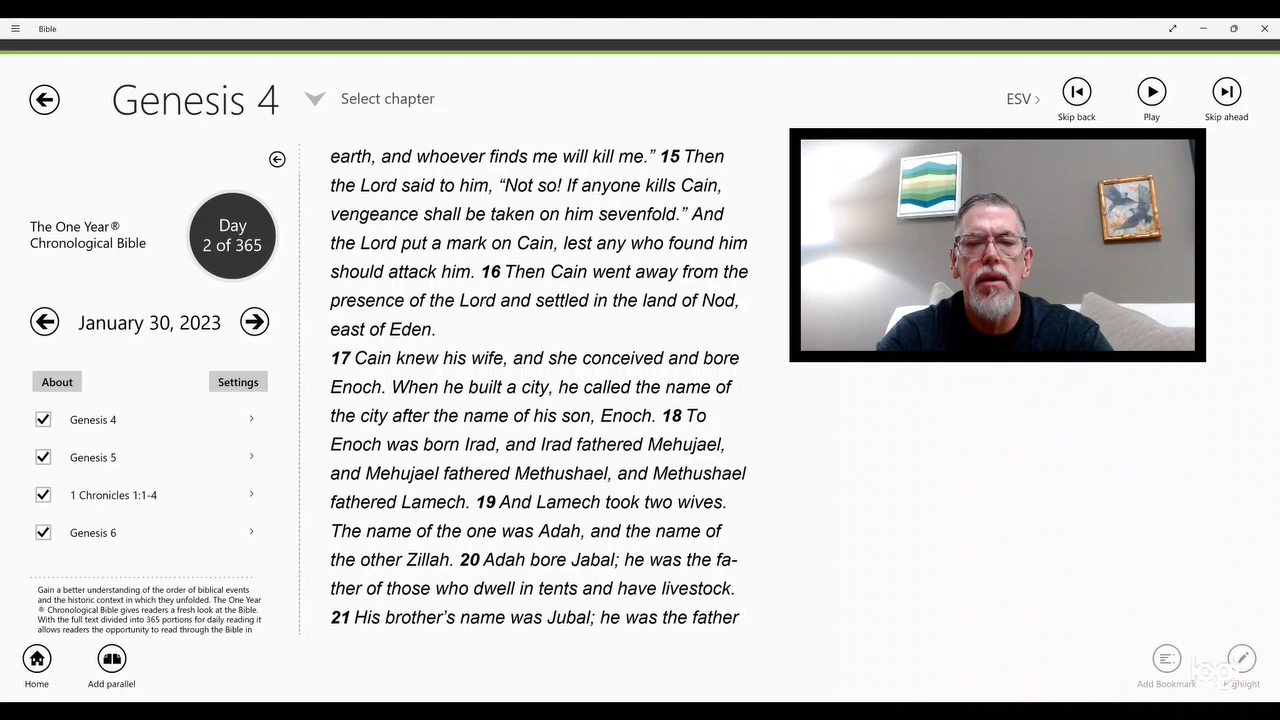 Bible
Genesis 4
Select chapter
ESV
Skip back
Play
Skip ahead
The One Year®
Chronological Bible
Day
2 of 365
January 30, 2023
About
Settings
Genesis 4
Genesis 5
1 Chronicles 1:1-4
Genesis 6
Gain a better understanding of the order of biblical events
and the historic context in which they unfolded. The One Year
® Chronological Bible gives readers a fresh look at the Bible.
With the full text divided into 365 portions for daily reading it
allows readers the opportunity to read through the Bible in
earth, and whoever finds me will kill me.” 15 Then
the Lord said to him, “Not so! If anyone kills Cain,
vengeance shall be taken on him sevenfold.” And
the Lord put a mark on Cain, lest any who found him
should attack him. 16 Then Cain went away from the
presence of the Lord and settled in the land of Nod,
east of Eden.
17 Cain knew his wife, and she conceived and bore
Enoch. When he built a city, he called the name of
the city after the name of his son, Enoch. 18 To
Enoch was born Irad, and Irad fathered Mehujael,
and Mehujael fathered Methushael, and Methushael
fathered Lamech. 19 And Lamech took two wives.
The name of the one was Adah, and the name of
the other Zillah. 20 Adah bore Jabal; he was the fa-
ther of those who dwell in tents and have livestock.
21 His brother’s name was Jubal; he was the father
Home
Add parallel
Add Bookmark
Highlight
logi